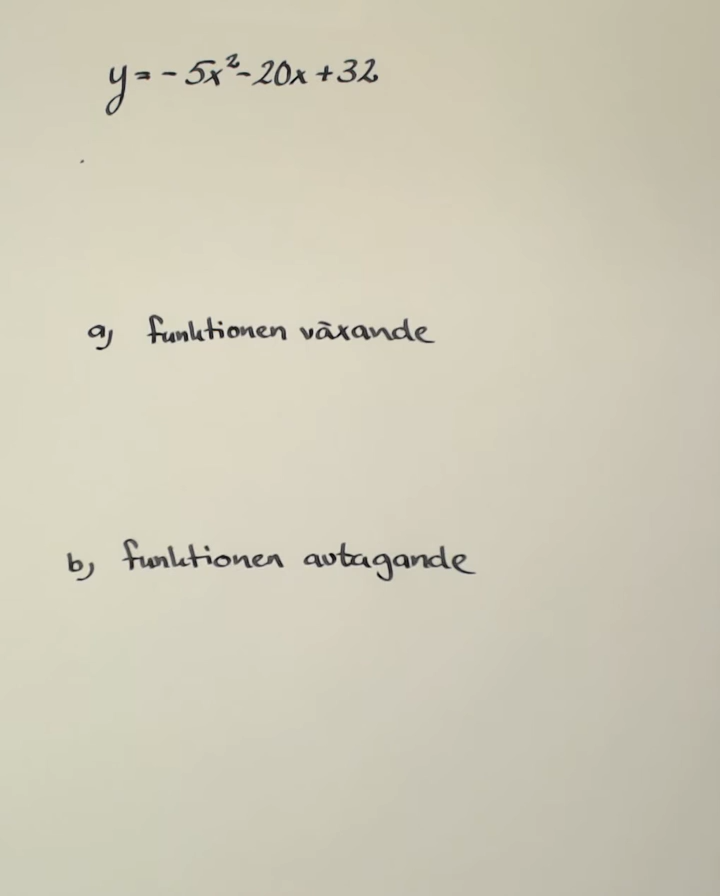 y = - 5x² - 20x + 32
a) funktionen växande
b) funktionen avtagande